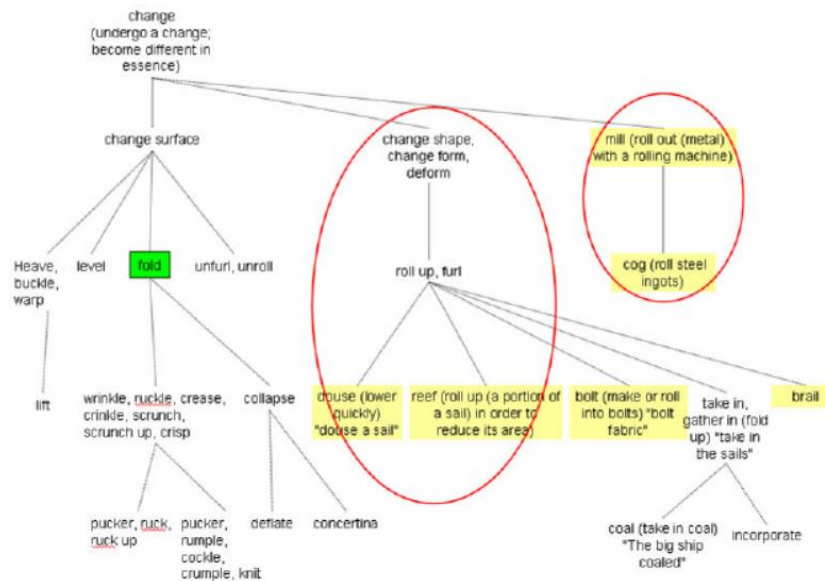 change
(undergo a change;
become different in
essence)
change surface
change shape,
change form,
deform
mill (roll out (metal)
with a rolling machine)
Heave,
buckle,
warp
level
fold
unfurl, unroll
roll up, furl
cog (roll steel
ingots)
lift
wrinkle, ruckle, crease,
crinkle, scrunch,
scrunch up, crisp
collapse
douse (lower
quickly)
"douse a sail"
reef (roll up (a portion of
a sail) in order to
reduce its area)
bolt (make or roll
into bolts) "bolt
fabric"
take in,
gather in (fold
up) "take in
the sails"
brail
pucker, ruck,
ruck up
pucker,
rumple,
cockle,
crumple, knit
deflate
concertina
coal (take in coal)
"The big ship
coaled"
incorporate